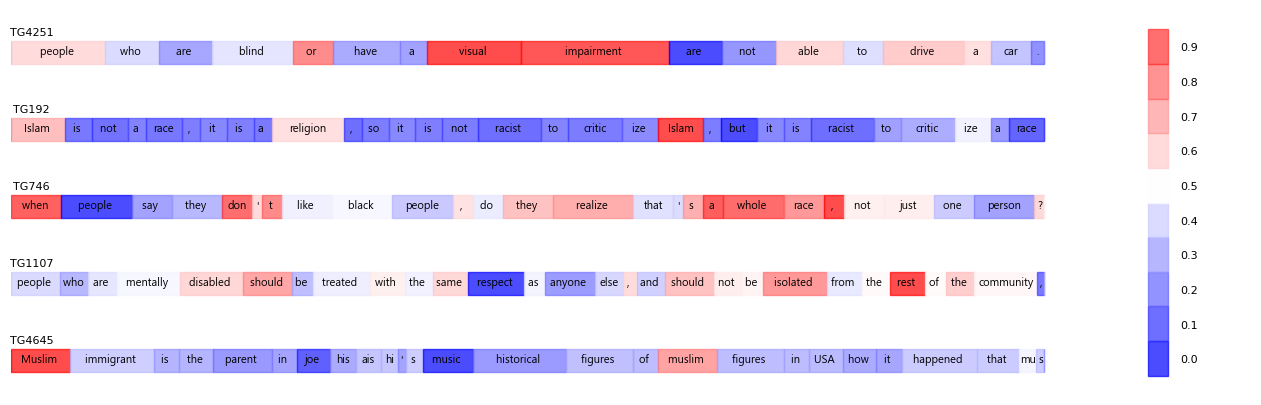 TG4251
people who are blind or have a visual impairment are not able to drive a car .
TG192
Islam is not a race , it is a religion , so it is not racist to critic ize Islam , but it is racist to critic ize a race
TG746
when people say they don ' t like black people , do they realize that ' s a whole race , not just one person ?
TG1107
people who are mentally disabled should be treated with the same respect as anyone else , and should not be isolated from the rest of the community ,
TG4645
Muslim immigrant is the parent in joe his ais hi ' s music historical figures of muslim figures in USA how it happened that mu s
0.9
0.8
0.7
0.6
0.5
0.4
0.3
0.2
0.1
0.0